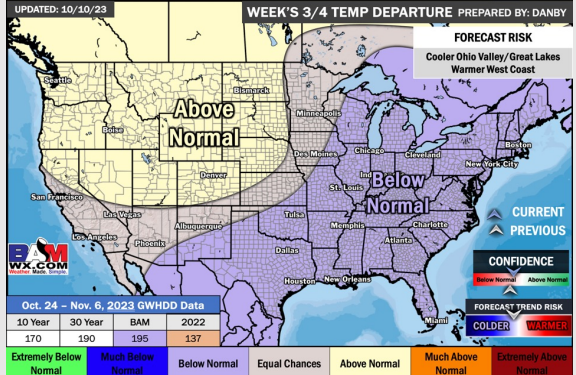 UPDATED: 10/10/23
WEEK'S 3/4 TEMP DEPARTURE PREPARED BY: DANBY
FORECAST RISK
Cooler Ohio Valley/Great Lakes
Warmer West Coast
Seattle
Bismarck
Above
Normal
Minneapolis
Boise
Boston
Chicago
Cleveland
Des Moines
New York City
Denver
Ind
Below
Normal
St. Louis
San Francisco
Las Vegas
Tulsa
Memphis
Charlotte
CURRENT
PREVIOUS
Los Angeles
Phoenix
Albuquerque
Atlanta
Dallas
BAM
WX.COM
Weather. Made. Simple.
CONFIDENCE
Below Normal Above Normal
Houston
New Orleans
Miami
Oct. 24 – Nov. 6, 2023 GWHDD Data
10 Year 30 Year BAM 2022
170 190 195 137
FORECAST TREND RISK
COLDER WARMER
Extremely Below Normal
Much Below Normal
Below Normal
Equal Chances
Above Normal
Much Above Normal
Extremely Above Normal